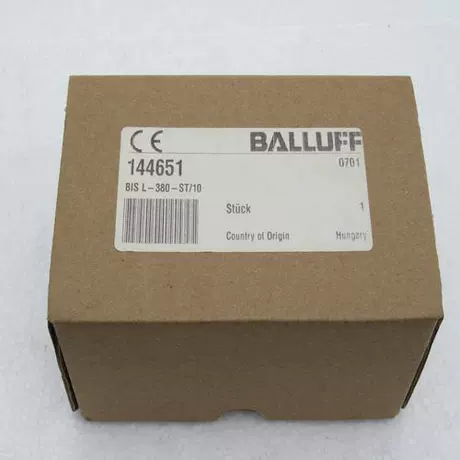 CE BALLUFF
144651 0701
BIS L-380-ST/10
Stück 1
Country of Origin Hungary